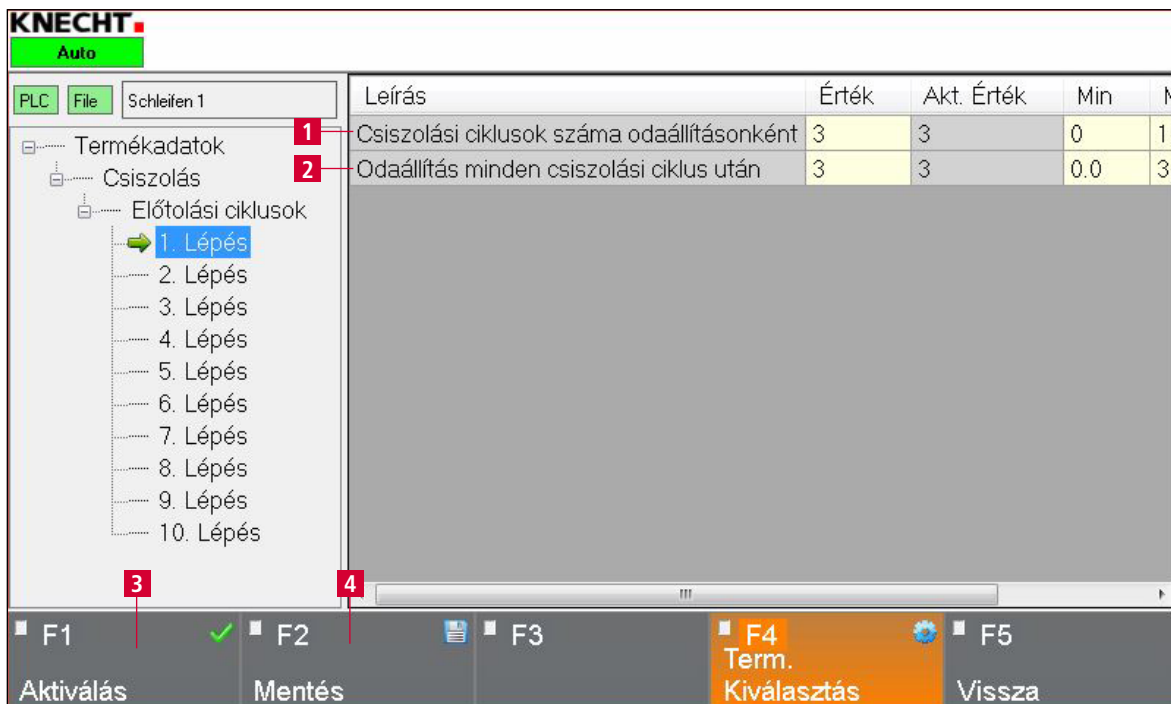 KNECHT
Auto
PLC File Schleifen 1
Termékadatok
Csiszolás
Előtolási ciklusok
1. Lépés
2. Lépés
3. Lépés
4. Lépés
5. Lépés
6. Lépés
7. Lépés
8. Lépés
9. Lépés
10. Lépés
Leírás Érték Akt. Érték Min
1 Csiszolási ciklusok száma odaállításonként 3 3 0 1
2 Odaállítás minden csiszolási ciklus után 3 3 0.0 3
3 4
F1 F2 F3 F4 F5
Term.
Aktiválás Mentés Kiválasztás Vissza